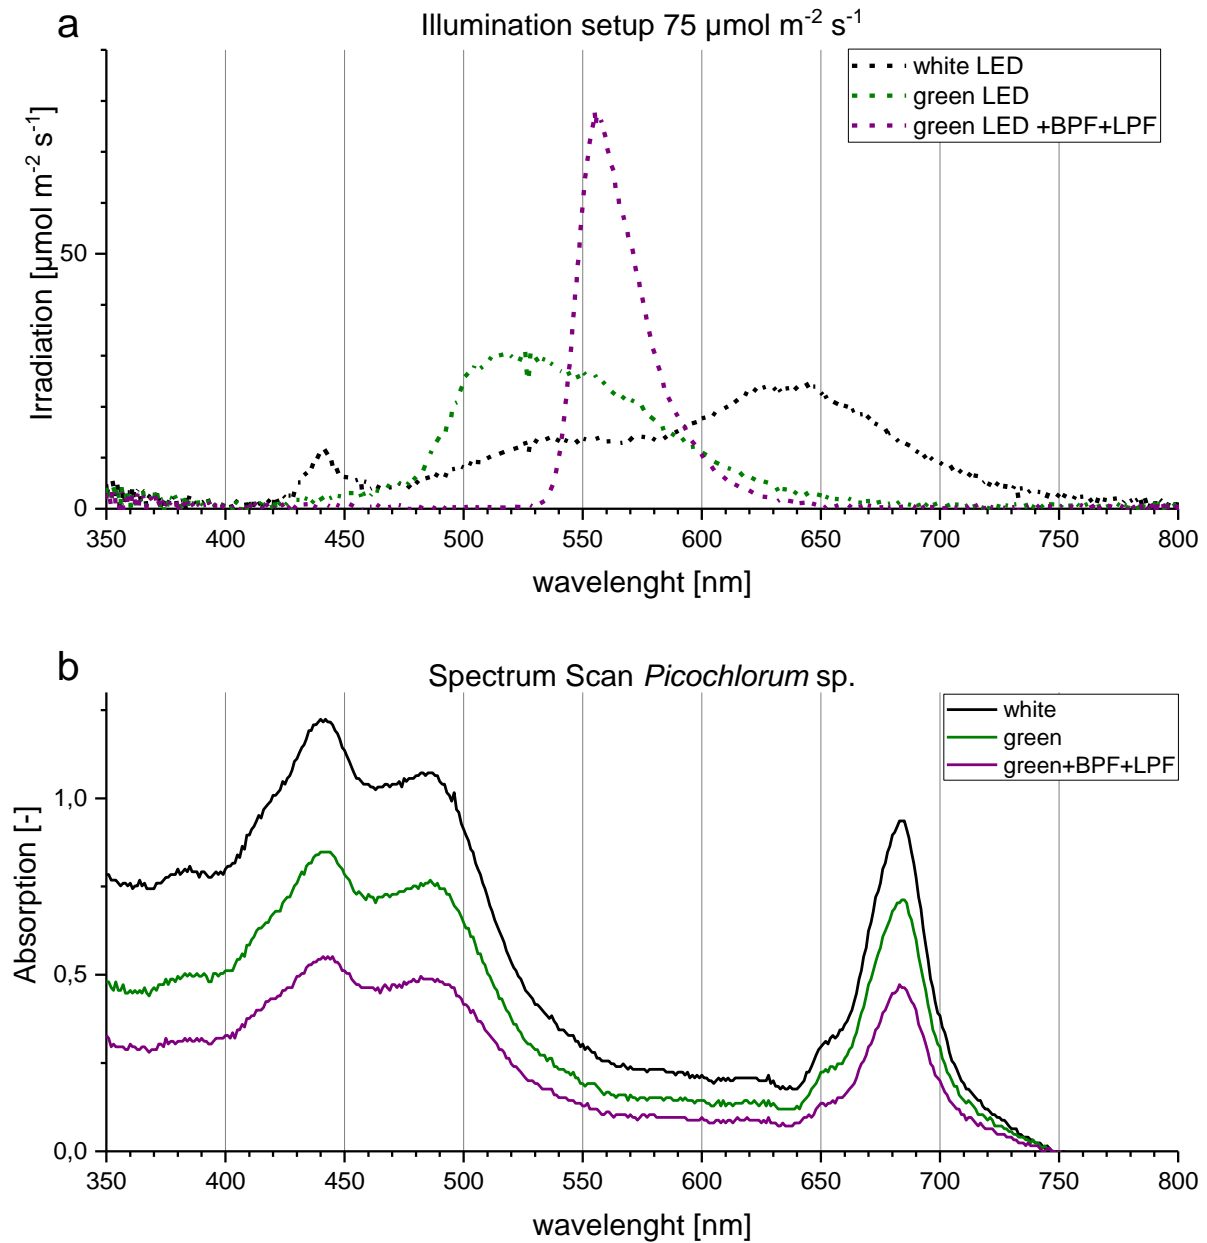 a
Illumination setup 75 µmol m⁻² s⁻¹
white LED
green LED
green LED +BPF+LPF
Irradiation [µmol m⁻² s⁻¹]
50
0
350 400 450 500 550 600 650 700 750 800
wavelenght [nm]
b
Spectrum Scan Picochlorum sp.
white
green
green+BPF+LPF
Absorption [-]
1,0
0,5
0,0
350 400 450 500 550 600 650 700 750 800
wavelenght [nm]